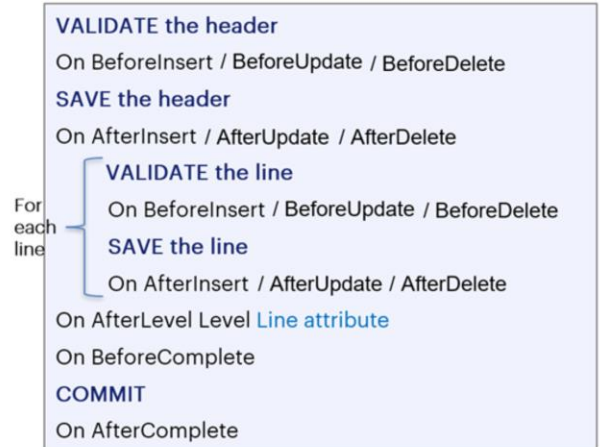 VALIDATE the header
On BeforeInsert / BeforeUpdate / BeforeDelete
SAVE the header
On AfterInsert / AfterUpdate / AfterDelete
For
each
line
VALIDATE the line
On BeforeInsert / BeforeUpdate / BeforeDelete
SAVE the line
On AfterInsert / AfterUpdate / AfterDelete
On AfterLevel Level Line attribute
On BeforeComplete
COMMIT
On AfterComplete